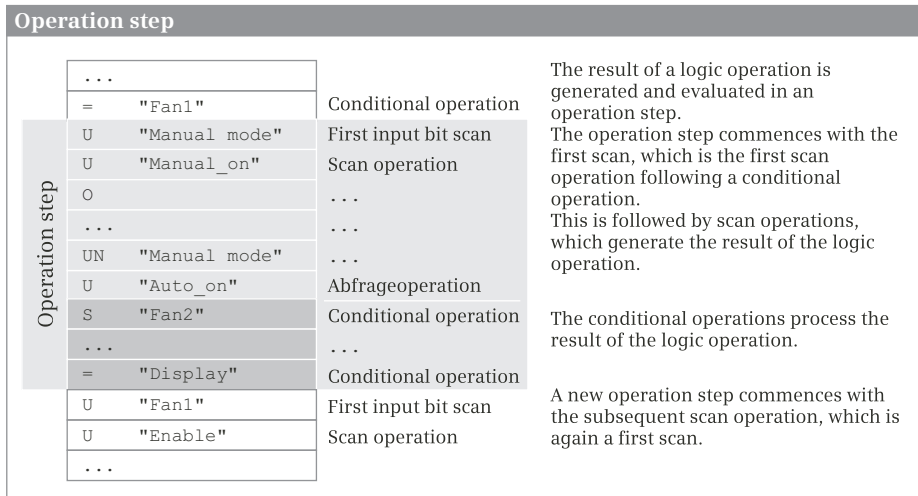 Operation step
...
= "Fan1" Conditional operation
U "Manual mode" First input bit scan
U "Manual_on" Scan operation
O ...
... ...
UN "Manual mode" ...
U "Auto_on" Abfrageoperation
S "Fan2" Conditional operation
... ...
= "Display" Conditional operation
U "Fan1" First input bit scan
U "Enable" Scan operation
...
Operation step
The result of a logic operation is
generated and evaluated in an
operation step.
The operation step commences with the
first scan, which is the first scan
operation following a conditional
operation.
This is followed by scan operations,
which generate the result of the logic
operation.
The conditional operations process the
result of the logic operation.
A new operation step commences with
the subsequent scan operation, which is
again a first scan.